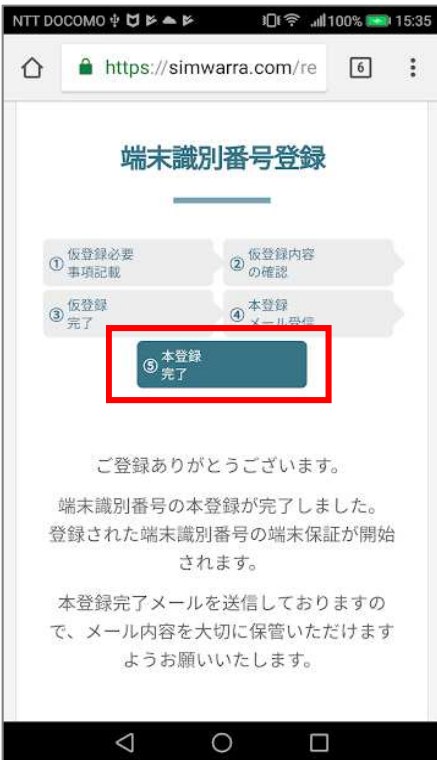 NTT DOCOMO 100% 15:35
https://simwarra.com/re 6
端末識別番号登録
① 仮登録必要
事項記載
② 仮登録内容
の確認
③ 仮登録
完了
④ 本登録
メール受信
⑤ 本登録
完了
ご登録ありがとうございます。
端末識別番号の本登録が完了しました。
登録された端末識別番号の端末保証が開始
されます。
本登録完了メールを送信しておりますの
で、メール内容を大切に保管いただけます
ようお願いいたします。